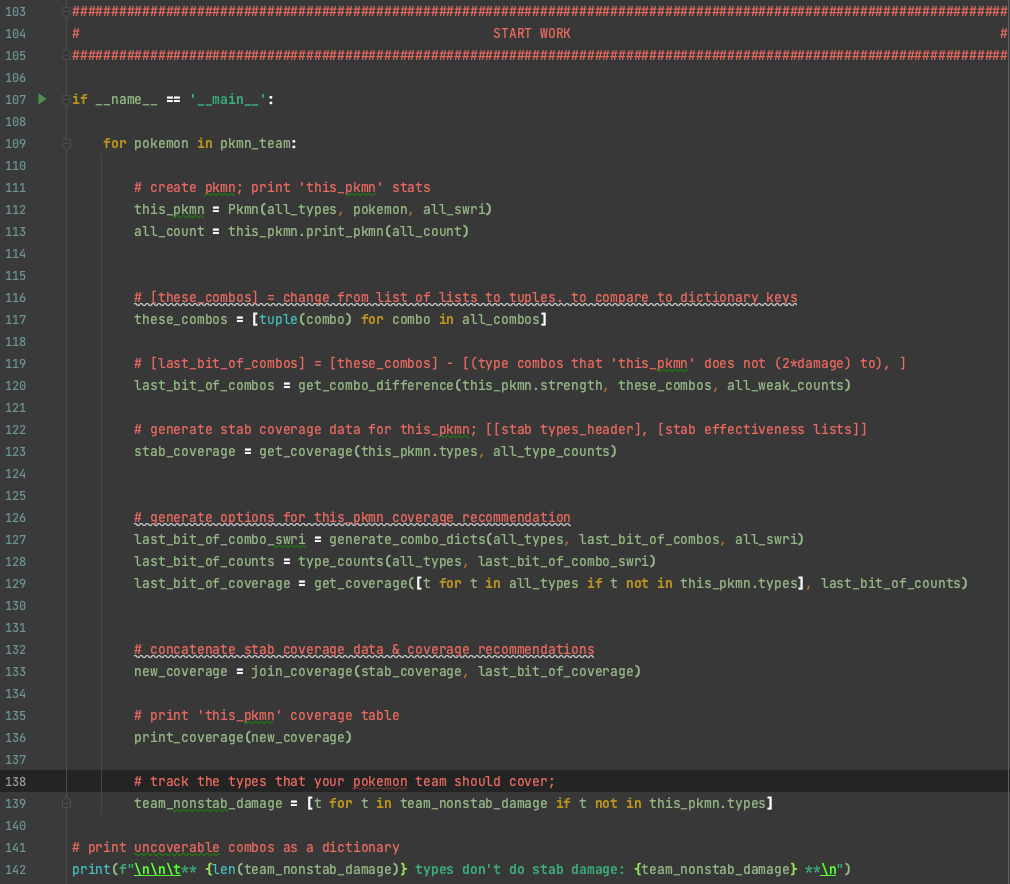 103 ########################################################################################################################
104 # START WORK #
105 ########################################################################################################################
106
107 if __name__ == '__main__':
108
109 for pokemon in pkmn_team:
110
111 # create pkmn; print 'this_pkmn' stats
112 this_pkmn = Pkmn(all_types, pokemon, all_swri)
113 all_count = this_pkmn.print_pkmn(all_count)
114
115
116 # [these_combos] = change from list of lists to tuples. to compare to dictionary keys
117 these_combos = [tuple(combo) for combo in all_combos]
118
119 # [last_bit_of_combos] = [these_combos] - [(type combos that 'this_pkmn' does not (2*damage) to), ]
120 last_bit_of_combos = get_combo_difference(this_pkmn.strength, these_combos, all_weak_counts)
121
122 # generate stab coverage data for this_pkmn; [[stab types_header], [stab effectiveness lists]]
123 stab_coverage = get_coverage(this_pkmn.types, all_type_counts)
124
125
126 # generate options for this_pkmn coverage recommendation
127 last_bit_of_combo_swri = generate_combo_dicts(all_types, last_bit_of_combos, all_swri)
128 last_bit_of_counts = type_counts(all_types, last_bit_of_combo_swri)
129 last_bit_of_coverage = get_coverage([t for t in all_types if t not in this_pkmn.types], last_bit_of_counts)
130
131
132 # concatenate stab coverage data & coverage recommendations
133 new_coverage = join_coverage(stab_coverage, last_bit_of_coverage)
134
135 # print 'this_pkmn' coverage table
136 print_coverage(new_coverage)
137
138 # track the types that your pokemon team should cover;
139 team_nonstab_damage = [t for t in team_nonstab_damage if t not in this_pkmn.types]
140
141 # print uncoverable combos as a dictionary
142 print(f"\n\n\t** {len(team_nonstab_damage)} types don't do stab damage: {team_nonstab_damage} **\n")